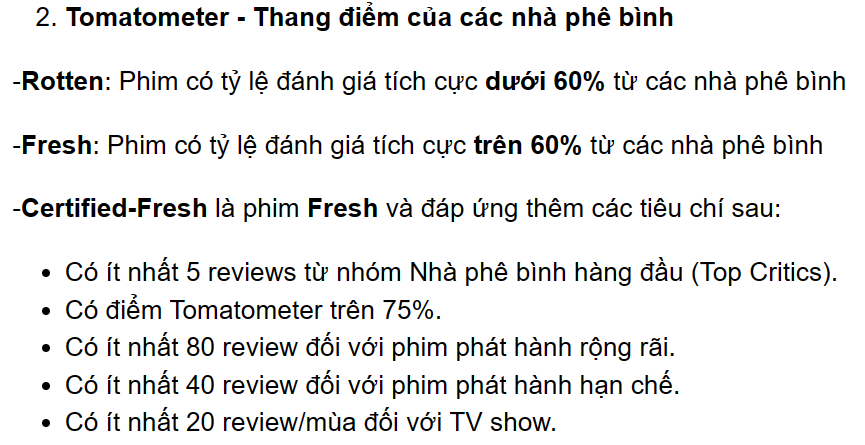 2. Tomatometer - Thang điểm của các nhà phê bình
-Rotten: Phim có tỷ lệ đánh giá tích cực dưới 60% từ các nhà phê bình
-Fresh: Phim có tỷ lệ đánh giá tích cực trên 60% từ các nhà phê bình
-Certified-Fresh là phim Fresh và đáp ứng thêm các tiêu chí sau:
• Có ít nhất 5 reviews từ nhóm Nhà phê bình hàng đầu (Top Critics).
• Có điểm Tomatometer trên 75%.
• Có ít nhất 80 review đối với phim phát hành rộng rãi.
• Có ít nhất 40 review đối với phim phát hành hạn chế.
• Có ít nhất 20 review/mùa đối với TV show.